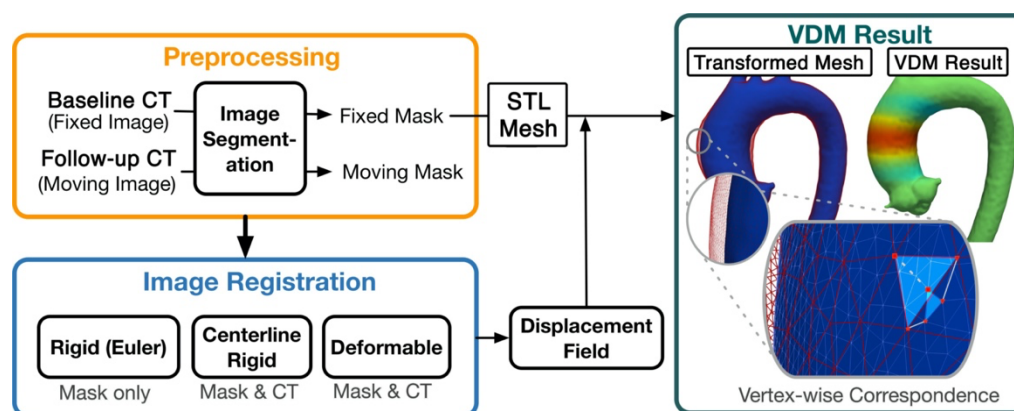 Preprocessing
Baseline CT
(Fixed Image)
Follow-up CT
(Moving Image)
Image
Segment-
ation
Fixed Mask
Moving Mask
STL
Mesh
Image Registration
Rigid (Euler)
Mask only
Centerline
Rigid
Mask & CT
Deformable
Mask & CT
Displacement
Field
VDM Result
Transformed Mesh
VDM Result
Vertex-wise Correspondence